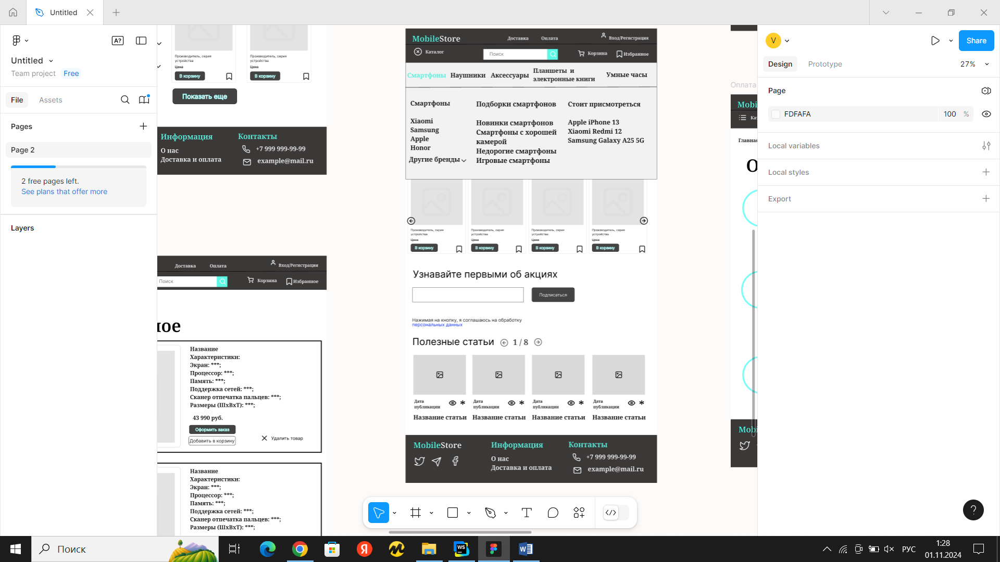 Untitled
A?
Untitled
Team project Free
File
Assets
Pages
Page 2
2 free pages left.
See plans that offer more
Layers
Производитель, серия
устройства
Цена
В корзину
Производитель, серия
устройства
Цена
В корзину
Показать еще
Информация
О нас
Доставка и оплата
Контакты
+7 999 999-99-99
example@mail.ru
Доставка
Оплата
Вход/Регистрация
Поиск
Корзина
Избранное
ное
Название
Характеристики:
Экран: ***;
Процессор: ***;
Память: ***;
Поддержка сетей: ***;
Сканер отпечатка пальцев: ***;
Размеры (ШхВхТ): ***;
43 990 руб.
Оформить заказ
Добавить в корзину
Удалить товар
Название
Характеристики:
Экран: ***;
Процессор: ***;
Память: ***;
Поддержка сетей: ***;
Сканер отпечатка пальцев: ***;
Размеры (ШхВхТ): ***;
MobileStore
Доставка
Оплата
Вход/Регистрация
Каталог
Поиск
Корзина
Избранное
Смартфоны
Наушники
Аксессуары
Планшеты и
электронные книги
Умные часы
Смартфоны
Xiaomi
Samsung
Apple
Honor
Другие бренды
Подборки смартфонов
Новинки смартфонов
Смартфоны с хорошей
камерой
Недорогие смартфоны
Игровые смартфоны
Стоит присмотреться
Apple iPhone 13
Xiaomi Redmi 12
Samsung Galaxy A25 5G
Производитель, серия
устройства
Цена
В корзину
Производитель, серия
устройства
Цена
В корзину
Производитель, серия
устройства
Цена
В корзину
Производитель, серия
устройства
Цена
В корзину
Узнавайте первыми об акциях
Подписаться
Нажимая на кнопку, я соглашаюсь на обработку
персональных данных
Полезные статьи
1 / 8
Дата
публикации
*
Название статьи
Дата
публикации
*
Название статьи
Дата
публикации
*
Название статьи
Дата
публикации
*
Название статьи
MobileStore
Информация
О нас
Доставка и оплата
Контакты
+7 999 999-99-99
example@mail.ru
Оплата
Mobi
Ка
Главная
О
Mobi
V
Share
Design
Prototype
27%
Page
FDFAFA
100 %
Local variables
Local styles
Export
?
Поиск
Я
WS
W
РУС
1:28
01.11.2024